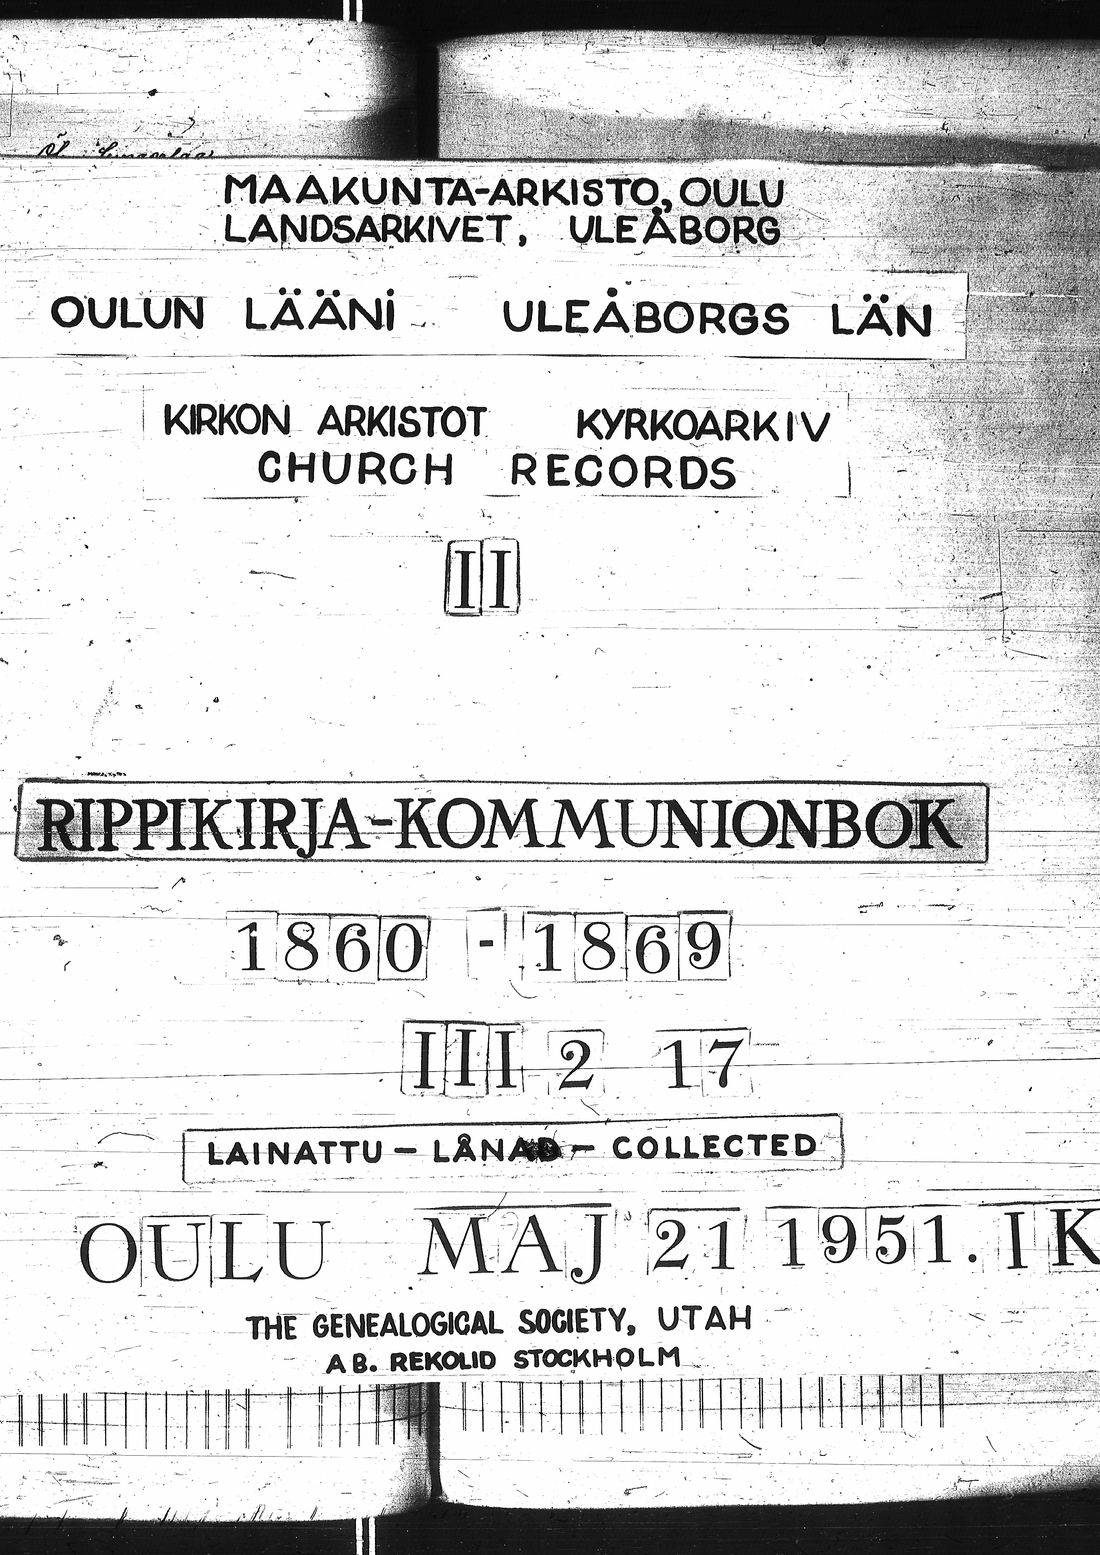 MAAKUNTA-ARKISTO, OULU
LANDSARKIVET, ULEÅBORG
OULUN LÄÄNI ULEÅBORGS LÄN
KIRKON ARKISTOT KYRKOARKIV
CHURCH RECORDS
II
RIPPIKIRJA-KOMMUNIONBOK
1860 - 1869
III 2 17
LAINATTU - LÅNAD - COLLECTED
OULU MAJ 21 1951. IK
THE GENEALOGICAL SOCIETY, UTAH
AB. REKOLID STOCKHOLM